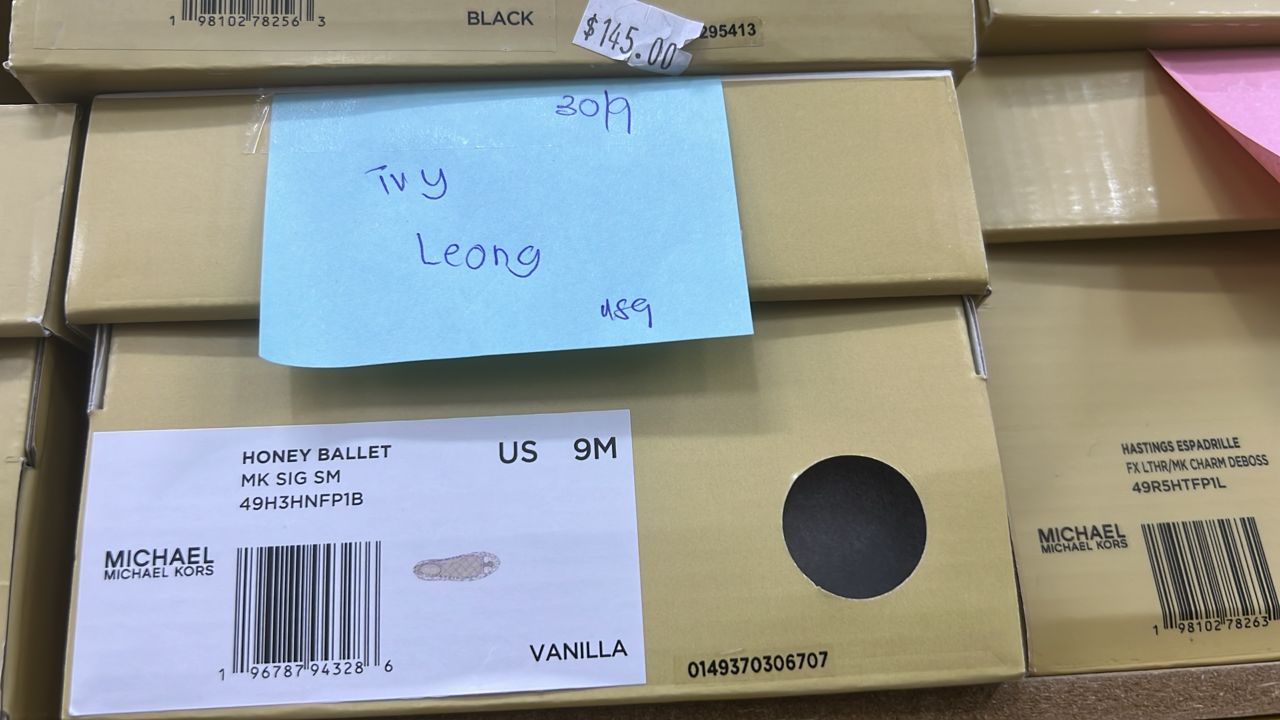 1 98102 78256 3
BLACK
$145.00
295413
30/9
Ivy
Leong
us9
HONEY BALLET
MK SIG SM
49H3HNFP1B
US 9M
MICHAEL
MICHAEL KORS
1 96787 94328 6
VANILLA
0149370306707
HASTINGS ESPADRILLE
FX LTHR/MK CHARM DEBOSS
49R5HTFP1L
MICHAEL
MICHAEL KORS
1 98102 78263